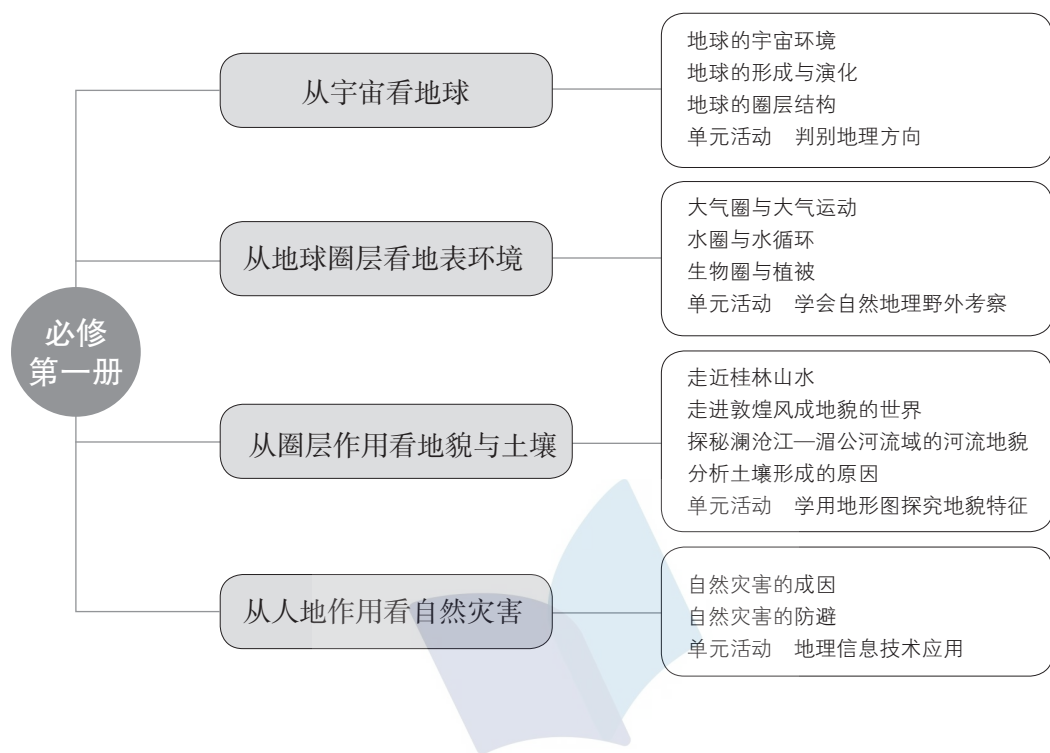 必修
第一册
从宇宙看地球
地球的宇宙环境
地球的形成与演化
地球的圈层结构
单元活动　判别地理方向
从地球圈层看地表环境
大气圈与大气运动
水圈与水循环
生物圈与植被
单元活动　学会自然地理野外考察
从圈层作用看地貌与土壤
走近桂林山水
走进敦煌风成地貌的世界
探秘澜沧江—湄公河流域的河流地貌
分析土壤形成的原因
单元活动　学用地形图探究地貌特征
从人地作用看自然灾害
自然灾害的成因
自然灾害的防避
单元活动　地理信息技术应用